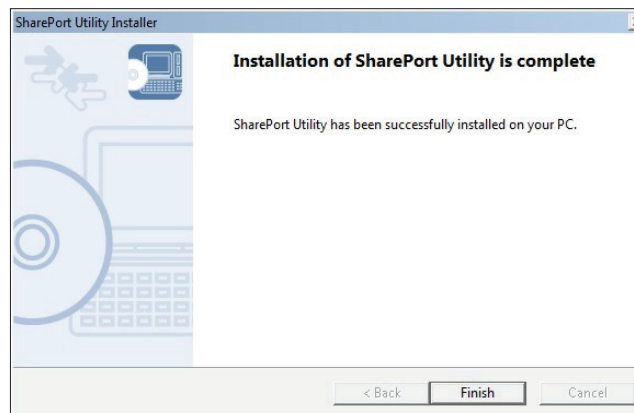 SharePort Utility Installer
Installation of SharePort Utility is complete
SharePort Utility has been successfully installed on your PC.
< Back
Finish
Cancel